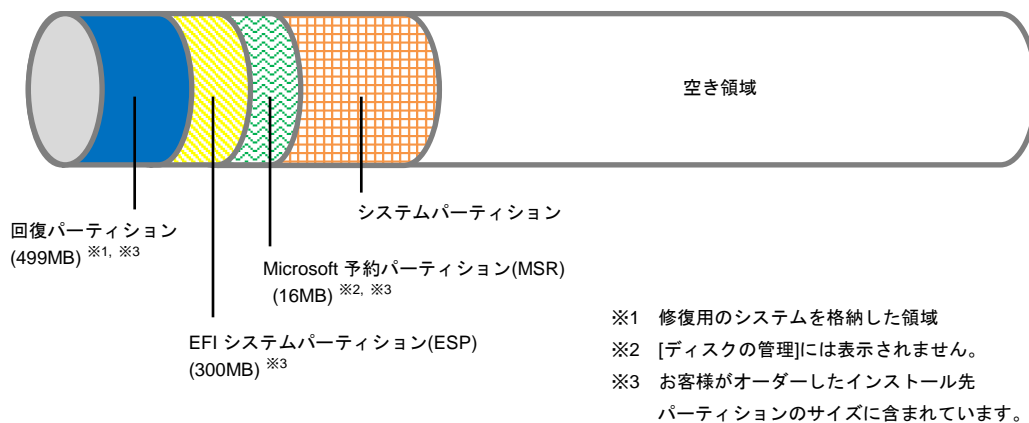 空き領域
システムパーティション
回復パーティション
(499MB) ※1, ※3
Microsoft 予約パーティション(MSR)
(16MB) ※2, ※3
EFI システムパーティション(ESP)
(300MB) ※3
※1 修復用のシステムを格納した領域
※2 [ディスクの管理]には表示されません。
※3 お客様がオーダーしたインストール先
パーティションのサイズに含まれています。